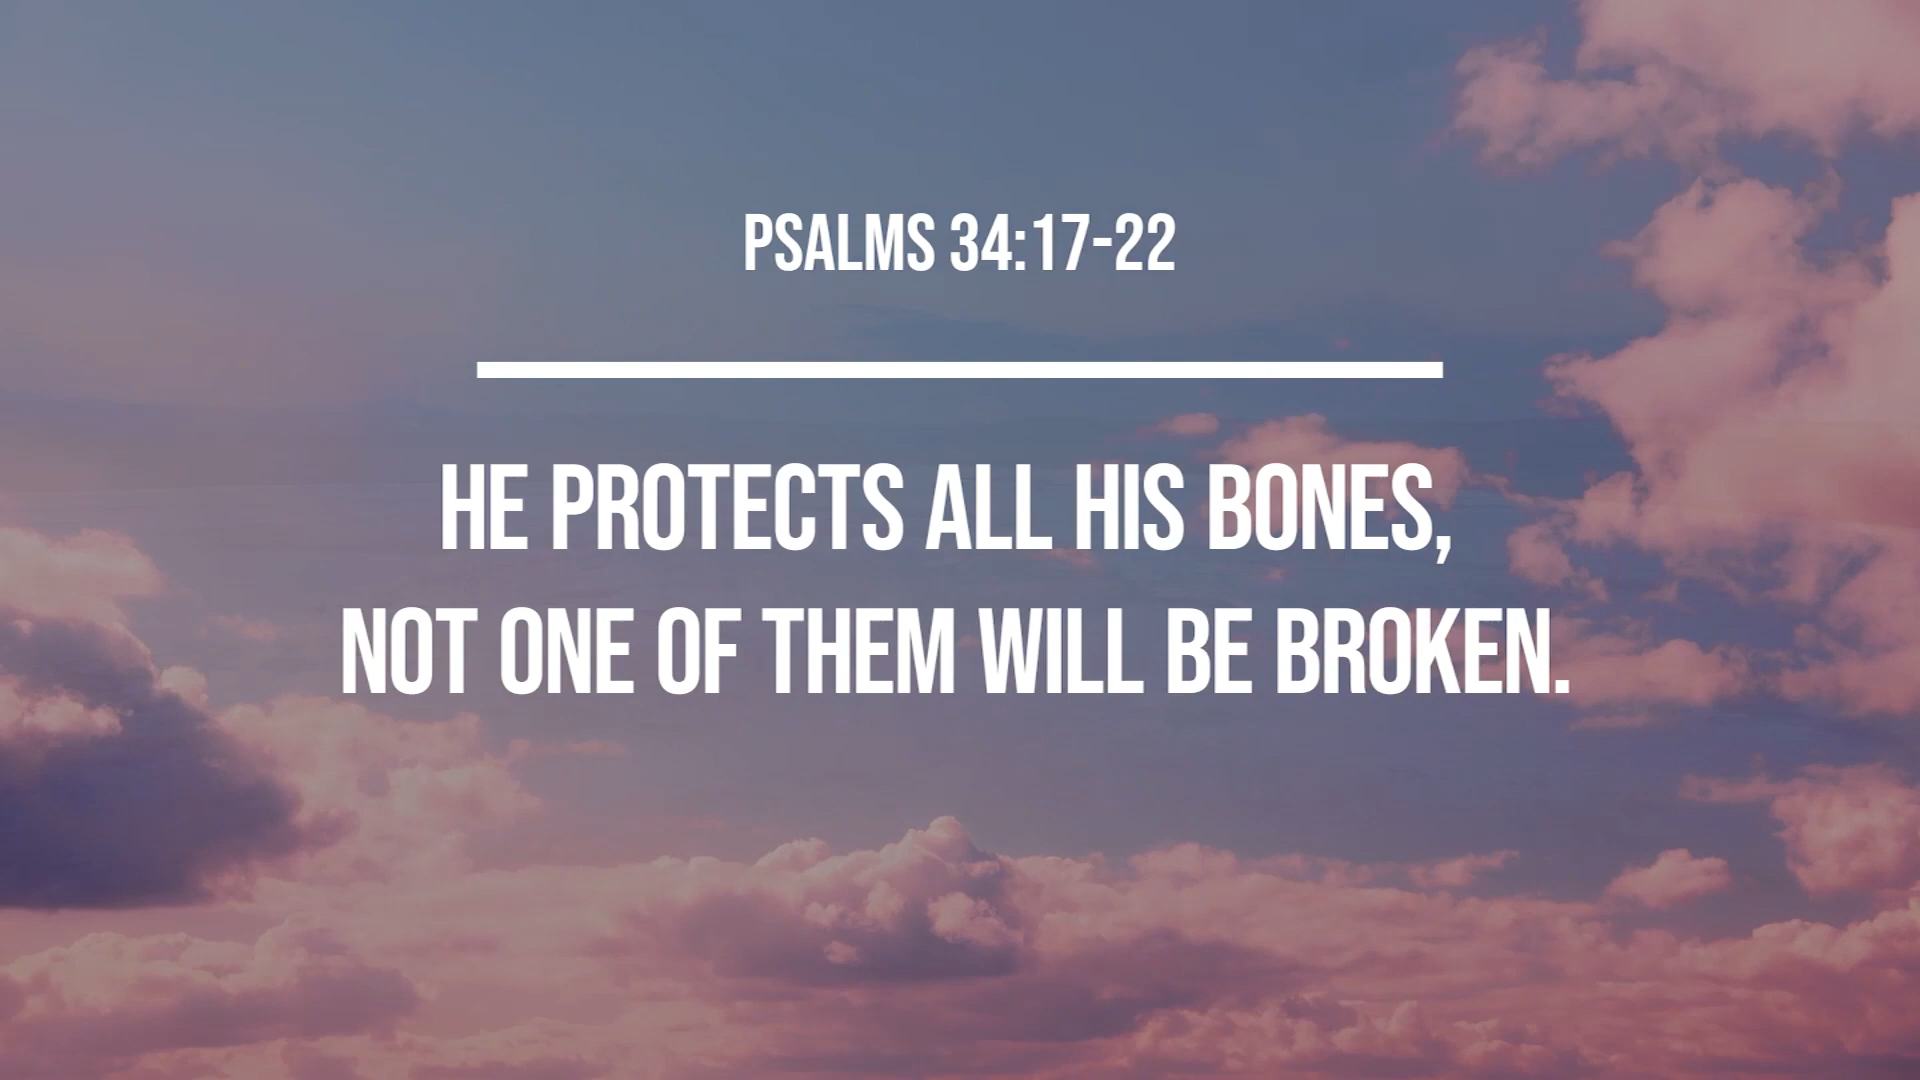 PSALMS 34:17-22
HE PROTECTS ALL HIS BONES,
NOT ONE OF THEM WILL BE BROKEN.